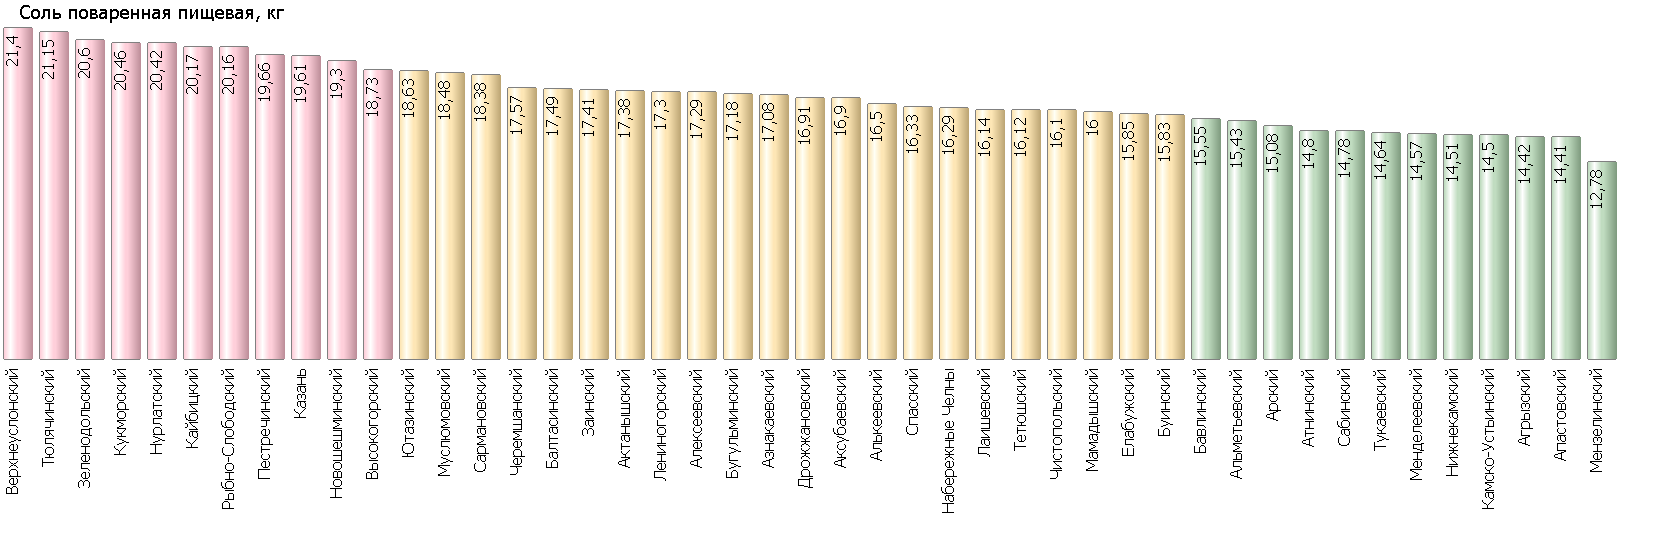 Соль поваренная пищевая, кг
21,4
21,15
20,6
20,46
20,42
20,17
20,16
19,66
19,61
19,3
18,73
18,63
18,48
18,38
17,57
17,49
17,41
17,38
17,3
17,29
17,18
17,08
16,91
16,9
16,5
16,33
16,29
16,14
16,12
16,1
16
15,85
15,83
15,55
15,43
15,08
14,8
14,78
14,64
14,57
14,51
14,5
14,42
14,41
12,78
Верхнеуслонский
Тюлячинский
Зеленодольский
Кукморский
Нурлатский
Кайбицкий
Рыбно-Слободский
Пестречинский
Казань
Новошешминский
Высокогорский
Ютазинский
Муслюмовский
Сармановский
Черемшанский
Балтасинский
Заинский
Актанышский
Лениногорский
Алексеевский
Бугульминский
Азнакаевский
Дрожжановский
Аксубаевский
Алькеевский
Спасский
Набережные Челны
Лаишевский
Тетюшский
Чистопольский
Мамадышский
Елабужский
Буинский
Бавлинский
Альметьевский
Арский
Атнинский
Сабинский
Тукаевский
Менделеевский
Нижнекамский
Камско-Устьинский
Агрызский
Апастовский
Мензелинский